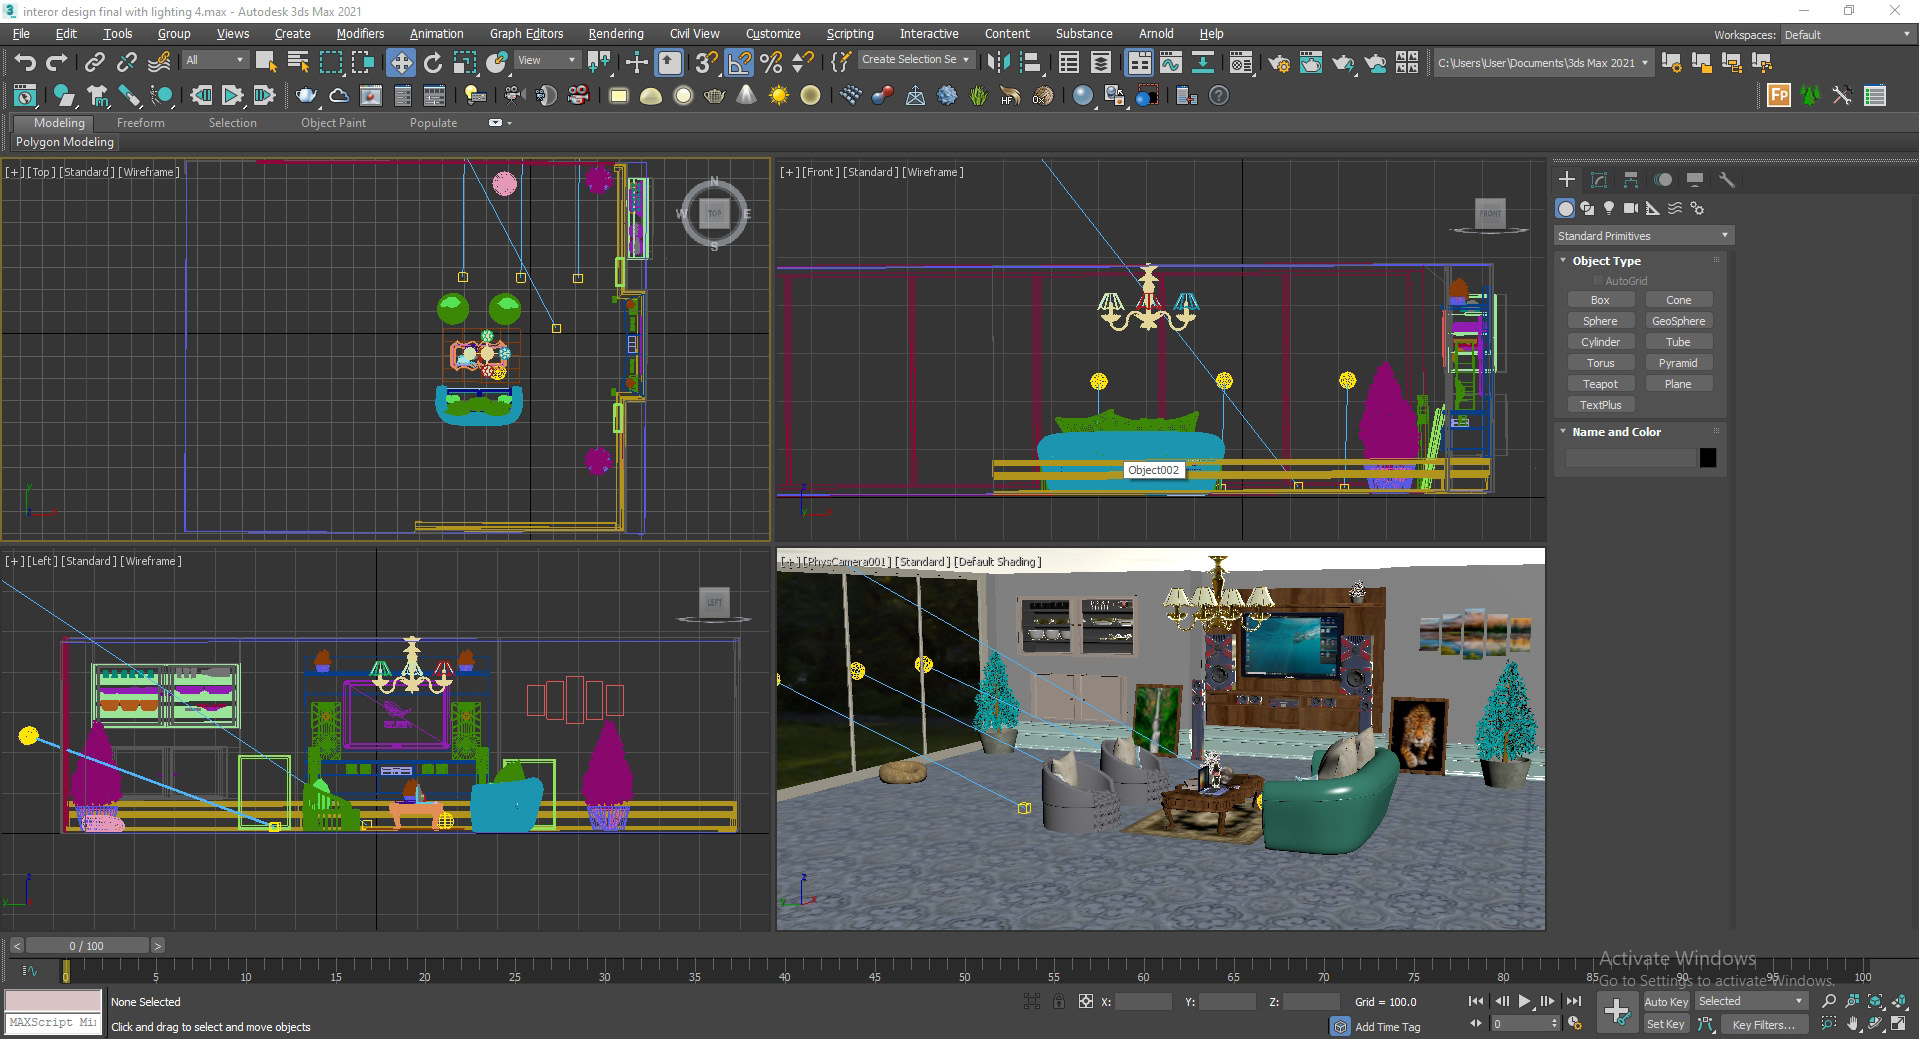 3 interor design final with lighting 4.max - Autodesk 3ds Max 2021
File Edit Tools Group Views Create Modifiers Animation Graph Editors Rendering Civil View Customize Scripting Interactive Content Substance Arnold Help
Workspaces: Default
All View Create Selection Se C:\Users\User\Documents\3ds Max 2021
Fp
Modeling Freeform Selection Object Paint Populate
Polygon Modeling
[+] [Top] [Standard] [Wireframe]
N
W TOP E
S
[+] [Front] [Standard] [Wireframe]
FRONT
Object002
[+] [Left] [Standard] [Wireframe]
LEFT
[+] [PhysCamera001] [Standard] [Default Shading]
Standard Primitives
Object Type
AutoGrid
Box Cone
Sphere GeoSphere
Cylinder Tube
Torus Pyramid
Teapot Plane
TextPlus
Name and Color
< 0 / 100 >
0 5 10 15 20 25 30 35 40 45 50 55 60 65 70 75 80 85 90 95 100
Activate Windows
Go to Settings to activate Windows.
None Selected
X: Y: Z: Grid = 100.0
Auto Key Selected
MAXScript Mi
Click and drag to select and move objects
Add Time Tag
0
Set Key Key Filters...